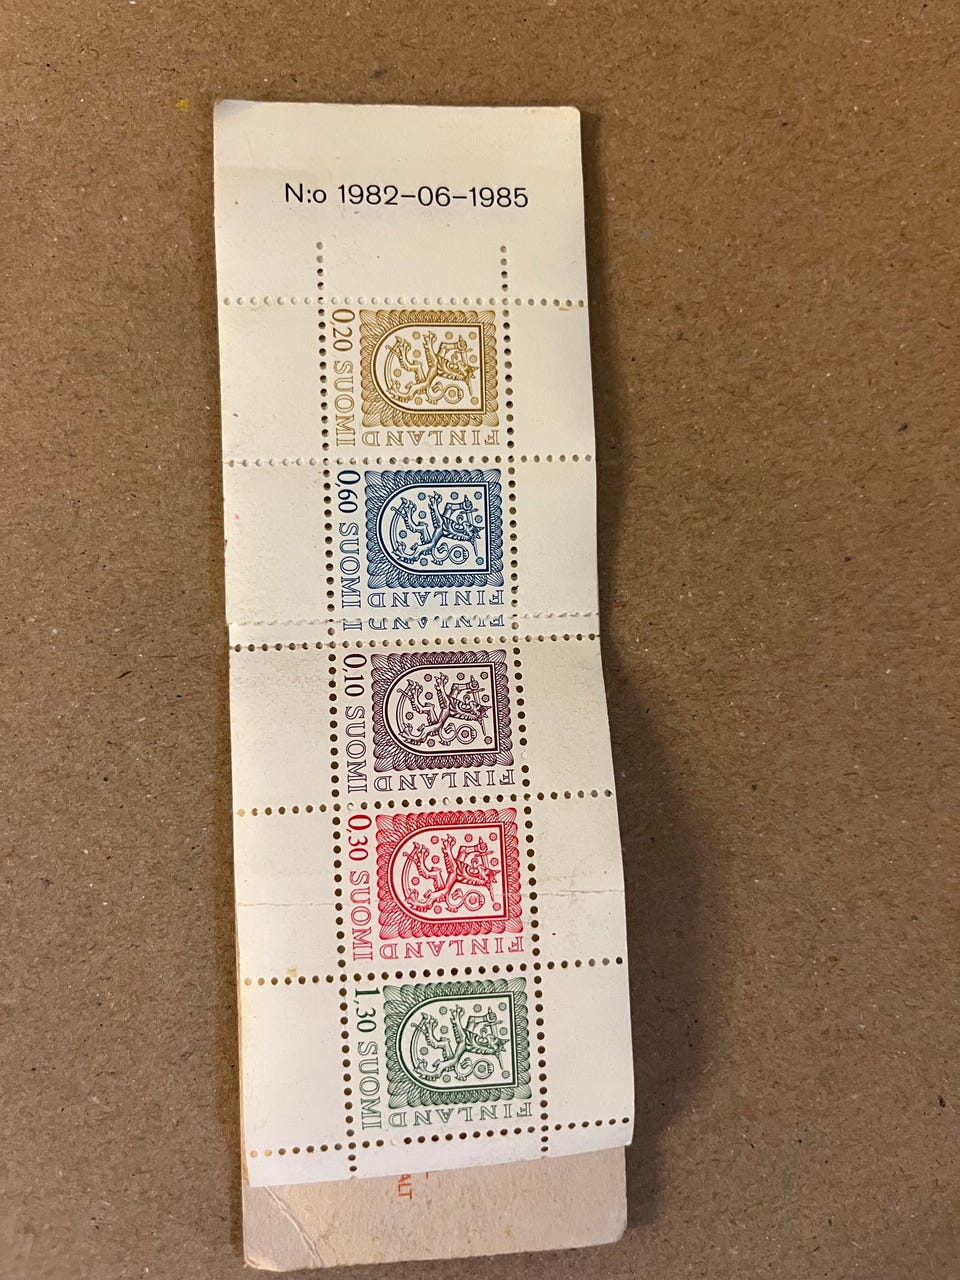 N:o 1982–06–1985
0,20 SUOMI
FINLAND
0,60 SUOMI
FINLAND
0,10 SUOMI
FINLAND
0,30 SUOMI
FINLAND
1,30 SUOMI
FINLAND
ALT